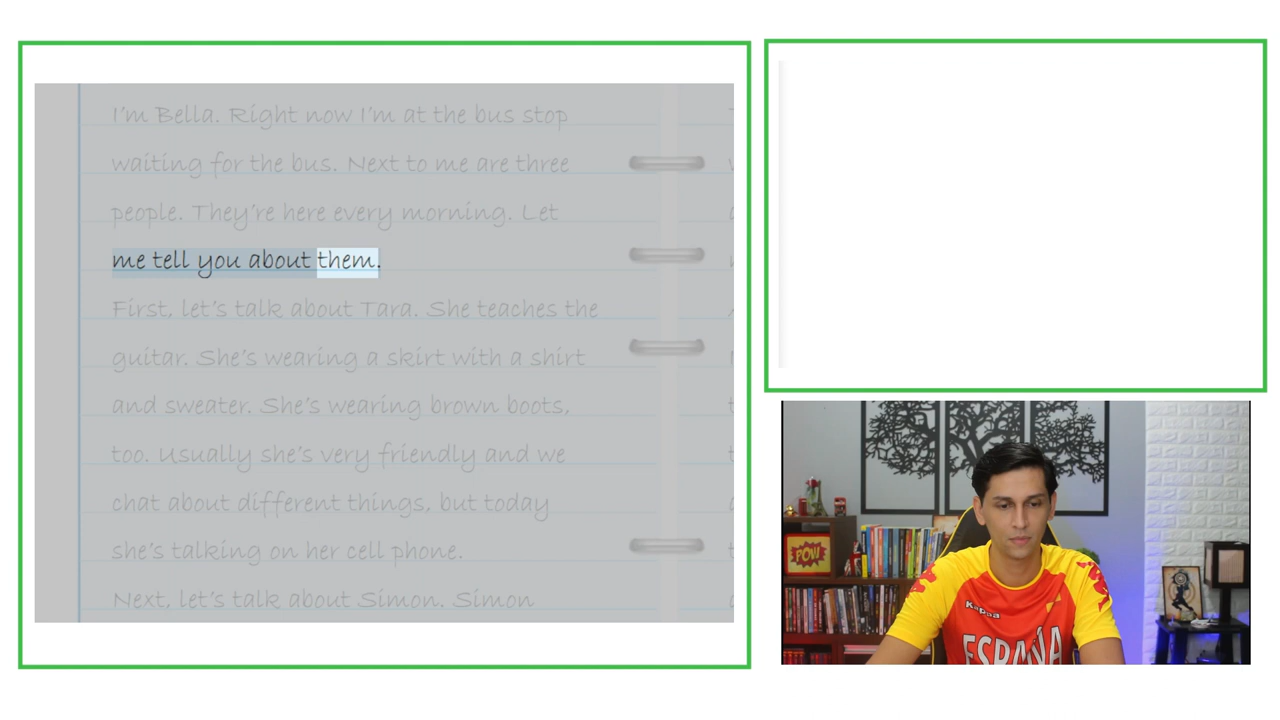 I'm Bella. Right now I'm at the bus stop
waiting for the bus. Next to me are three
people. They're here every morning. Let
me tell you about them.
First, let's talk about Tara. She teaches the
guitar. She's wearing a skirt with a shirt
and sweater. She's wearing brown boots,
too. Usually she's very friendly and we
chat about different things, but today
she's talking on her cell phone.
Next, let's talk about Simon. Simon
POW
Kappa
ESPAÑA